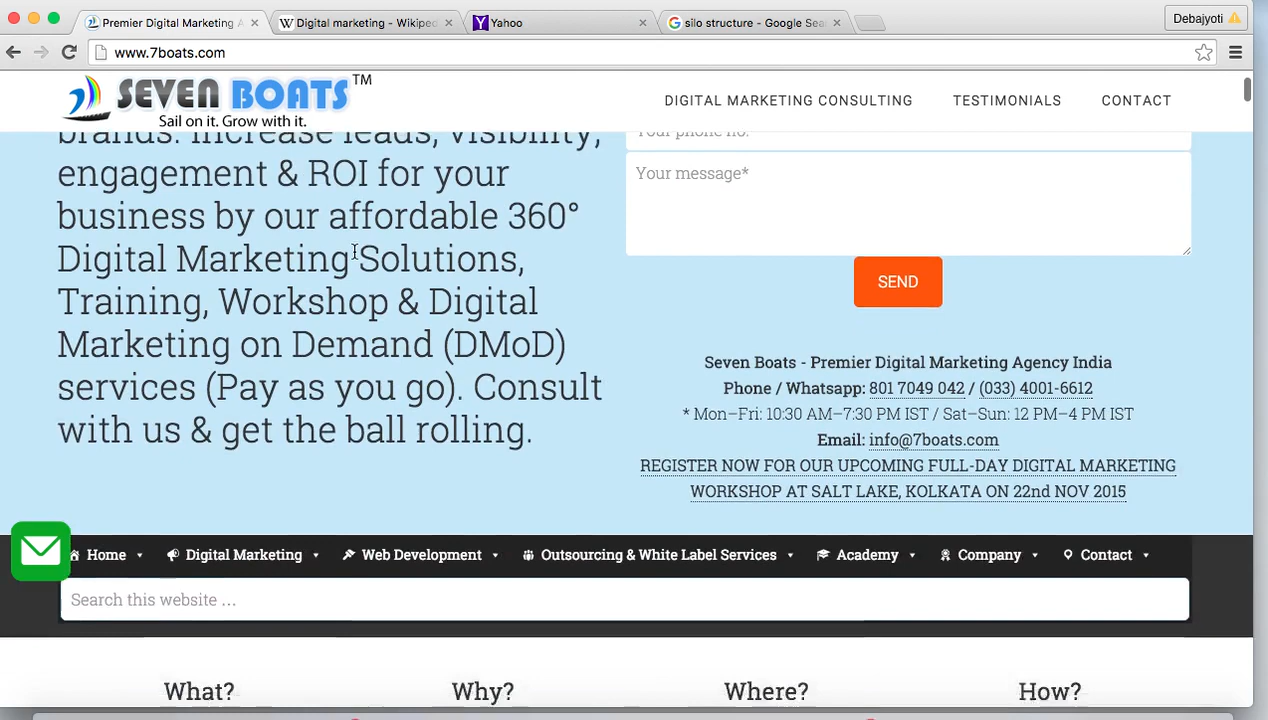 Premier Digital Marketing A
Digital marketing - Wikiped
Yahoo
silo structure - Google Sea
Debajyoti
www.7boats.com
SEVEN BOATS™
Sail on it. Grow with it.
DIGITAL MARKETING CONSULTING
TESTIMONIALS
CONTACT
brands. Increase leads, visibility,
engagement & ROI for your
business by our affordable 360°
Digital Marketing Solutions,
Training, Workshop & Digital
Marketing on Demand (DMoD)
services (Pay as you go). Consult
with us & get the ball rolling.
Your phone no.
Your message*
SEND
Seven Boats - Premier Digital Marketing Agency India
Phone / Whatsapp: 801 7049 042 / (033) 4001-6612
* Mon–Fri: 10:30 AM–7:30 PM IST / Sat–Sun: 12 PM–4 PM IST
Email: info@7boats.com
REGISTER NOW FOR OUR UPCOMING FULL-DAY DIGITAL MARKETING
WORKSHOP AT SALT LAKE, KOLKATA ON 22nd NOV 2015
Home
Digital Marketing
Web Development
Outsourcing & White Label Services
Academy
Company
Contact
Search this website …
What?
Why?
Where?
How?